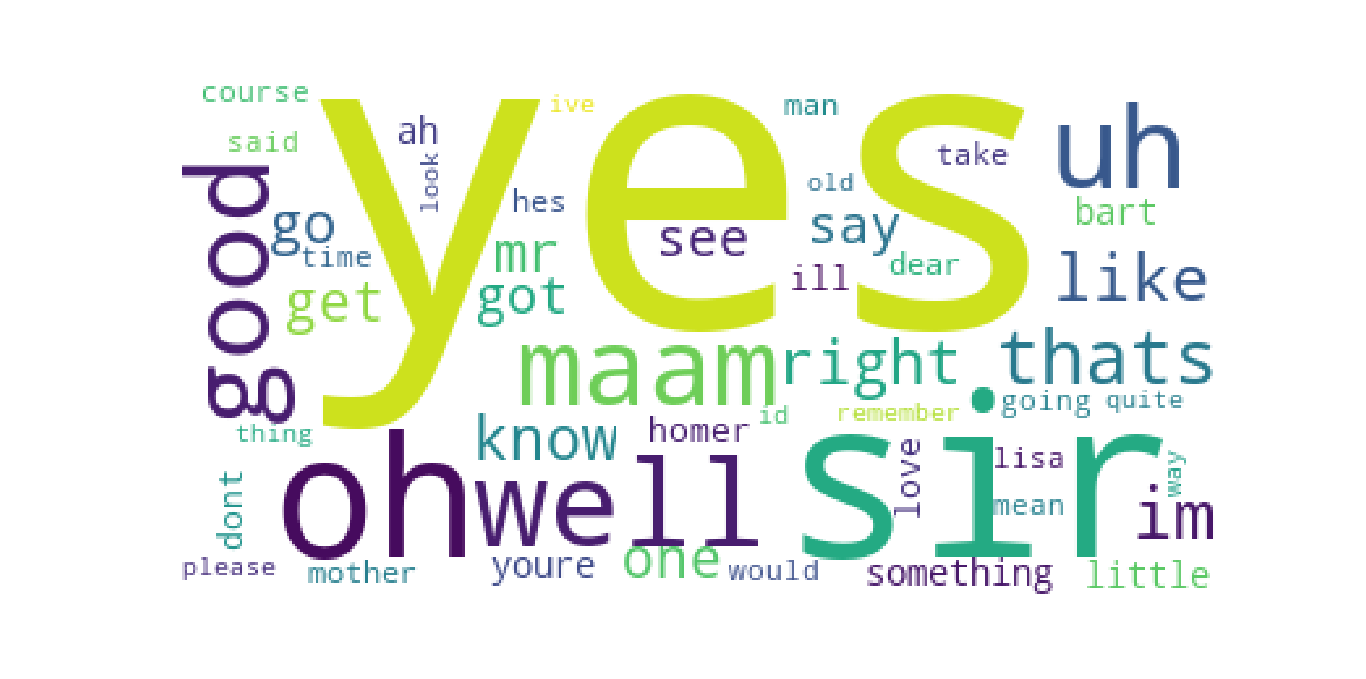 course
yes
ive
man
uh
said
ah
look
take
good
go
hes
old
bart
time
mr
see
say
dear
like
get
got
ill
maam
right
thats
thing
know
homer
id
remember
going
quite
oh
well
sir
love
lisa
way
dont
mean
im
please
mother
youre
one
would
something
little